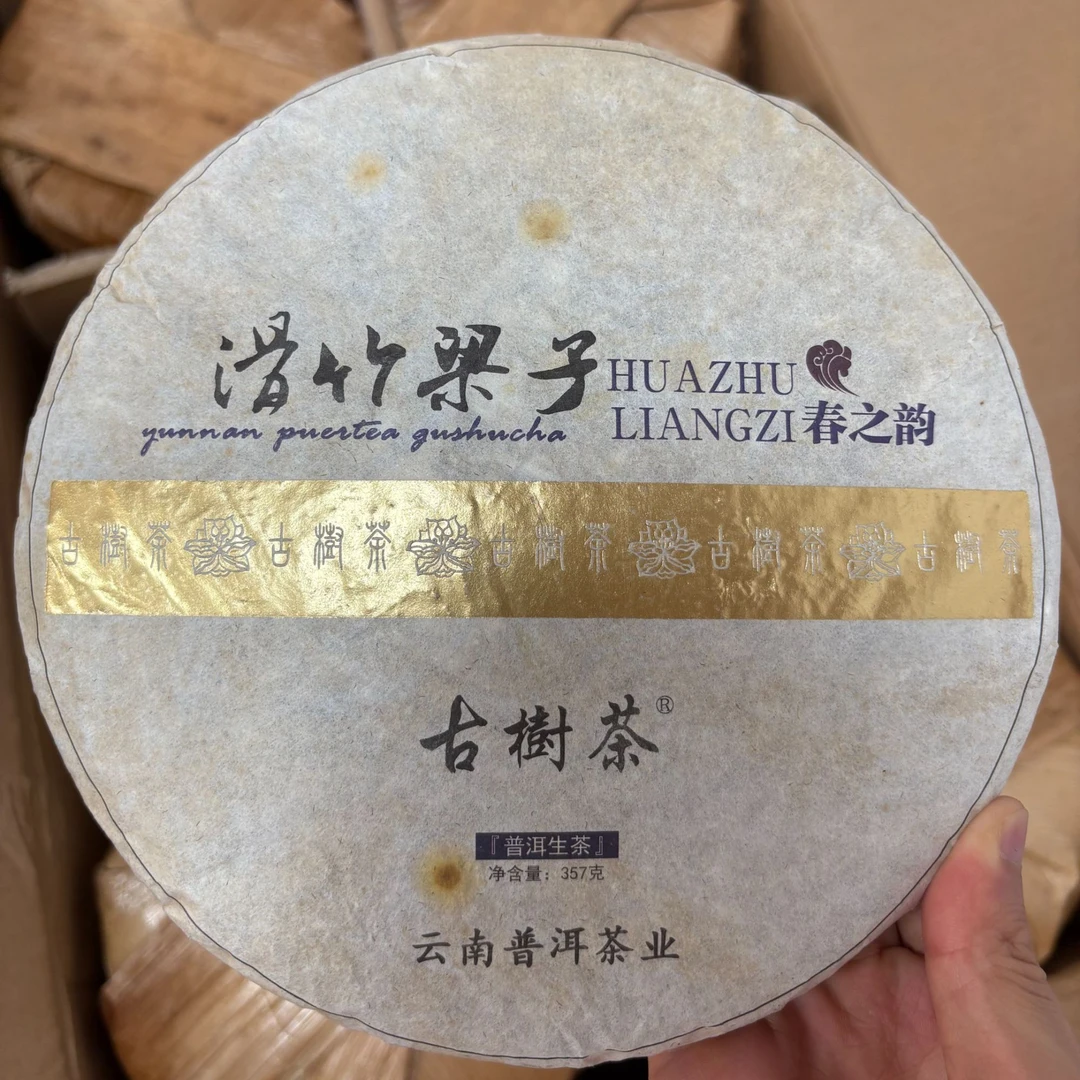 滑竹梁子 HUAZHU
yunnan puertea gushucha LIANGZI 春之韵
古樹茶 古樹茶 古樹茶 古樹茶 古樹茶
古樹茶®
『普洱生茶』
净含量：357克
云南普洱茶业